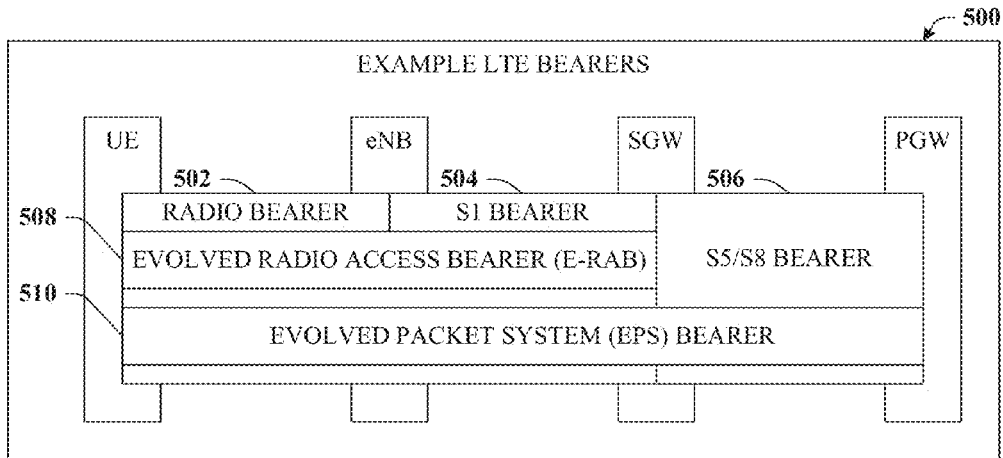 500
EXAMPLE LTE BEARERS
UE eNB SGW PGW
502 504 506
RADIO BEARER S1 BEARER
508
EVOLVED RADIO ACCESS BEARER (E-RAB) S5/S8 BEARER
510
EVOLVED PACKET SYSTEM (EPS) BEARER